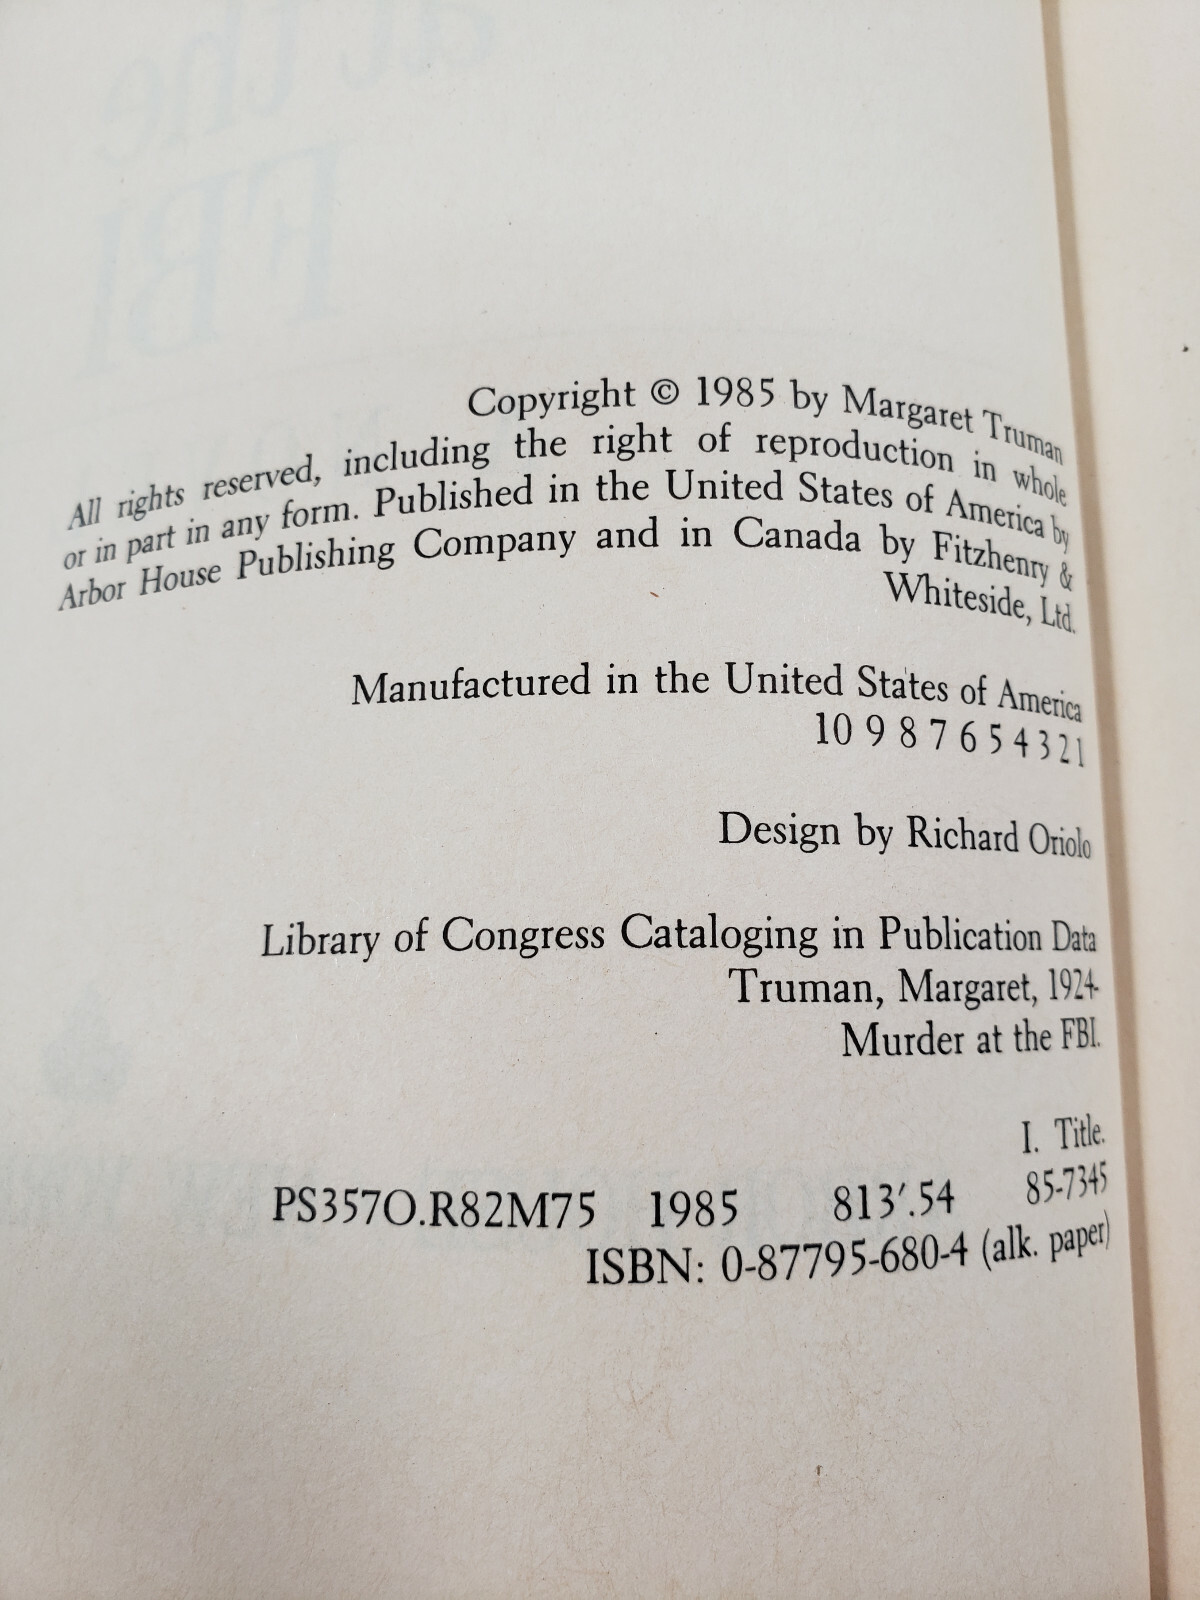 Copyright © 1985 by Margaret Truman
All rights reserved, including the right of reproduction in whole
or in part in any form. Published in the United States of America by
Arbor House Publishing Company and in Canada by Fitzhenry &
Whiteside, Ltd.
Manufactured in the United States of America
10 9 8 7 6 5 4 3 2 1
Design by Richard Oriolo
Library of Congress Cataloging in Publication Data
Truman, Margaret, 1924-
Murder at the FBI.
I. Title.
PS357O.R82M75 1985 813′.54 85-7345
ISBN: 0-87795-680-4 (alk. paper)